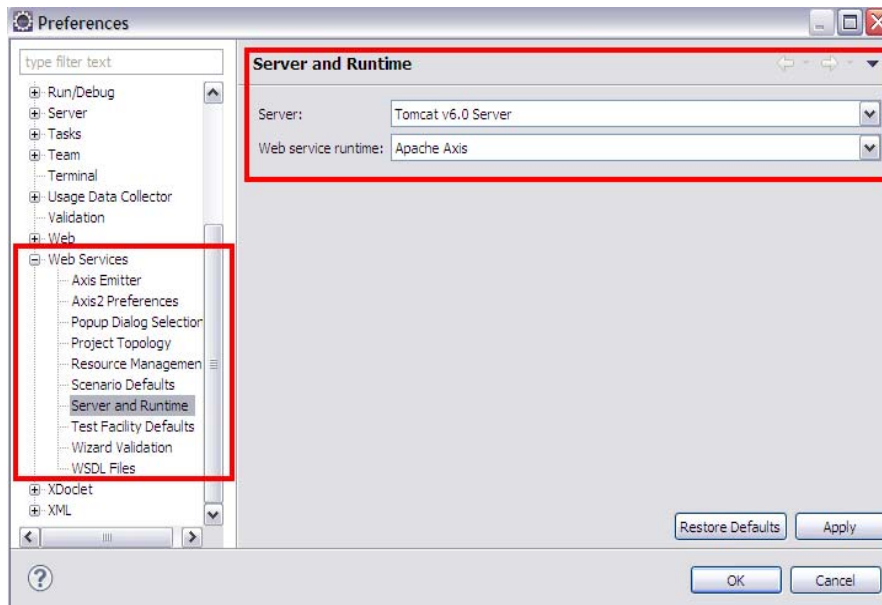 Preferences
type filter text
Run/Debug
Server
Tasks
Team
Terminal
Usage Data Collector
Validation
Web
Web Services
Axis Emitter
Axis2 Preferences
Popup Dialog Selection
Project Topology
Resource Managemen
Scenario Defaults
Server and Runtime
Test Facility Defaults
Wizard Validation
WSDL Files
XDoclet
XML
Server and Runtime
Server: Tomcat v6.0 Server
Web service runtime: Apache Axis
Restore Defaults Apply
OK Cancel